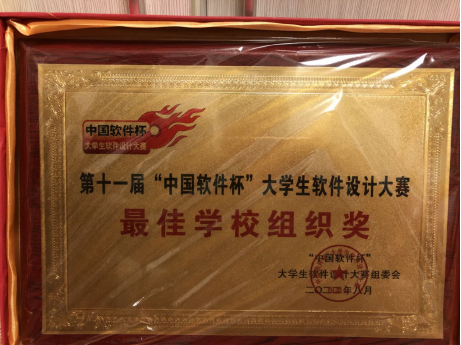 中国软件杯
大学生软件设计大赛
第十一届“中国软件杯”大学生软件设计大赛
最佳学校组织奖
“中国软件杯”
大学生软件设计大赛组委会
二〇二二年八月